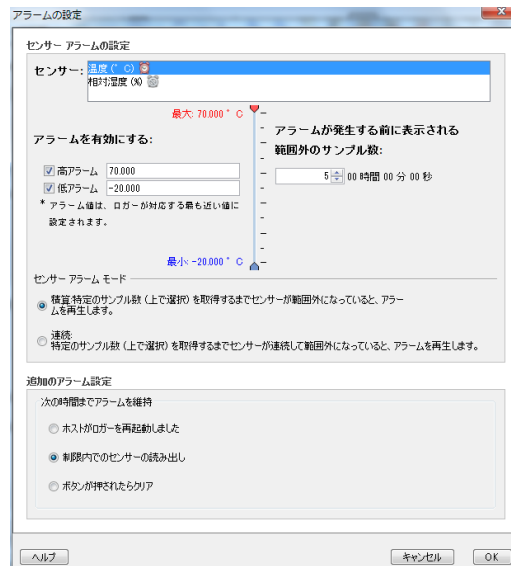 アラームの設定
センサー アラームの設定
センサー:
温度 (° C)
相対湿度 (%)
最大: 70.000 ° C
アラームを有効にする:
高アラーム 70.000
低アラーム -20.000
* アラーム値は、ロガーが対応する最も近い値に
設定されます。
最小: -20.000 ° C
アラームが発生する前に表示される
範囲外のサンプル数:
5 00 時間 00 分 00 秒
センサー アラーム モード
積算:特定のサンプル数 (上で選択) を取得するまでセンサーが範囲外になっていると、アラー
ムを再生します。
連続:
特定のサンプル数 (上で選択) を取得するまでセンサーが連続して範囲外になっていると、アラームを再生します。
追加のアラーム設定
次の時間までアラームを維持
ホストがロガーを再起動しました
制限内でのセンサーの読み出し
ボタンが押されたらクリア
ヘルプ
キャンセル
OK